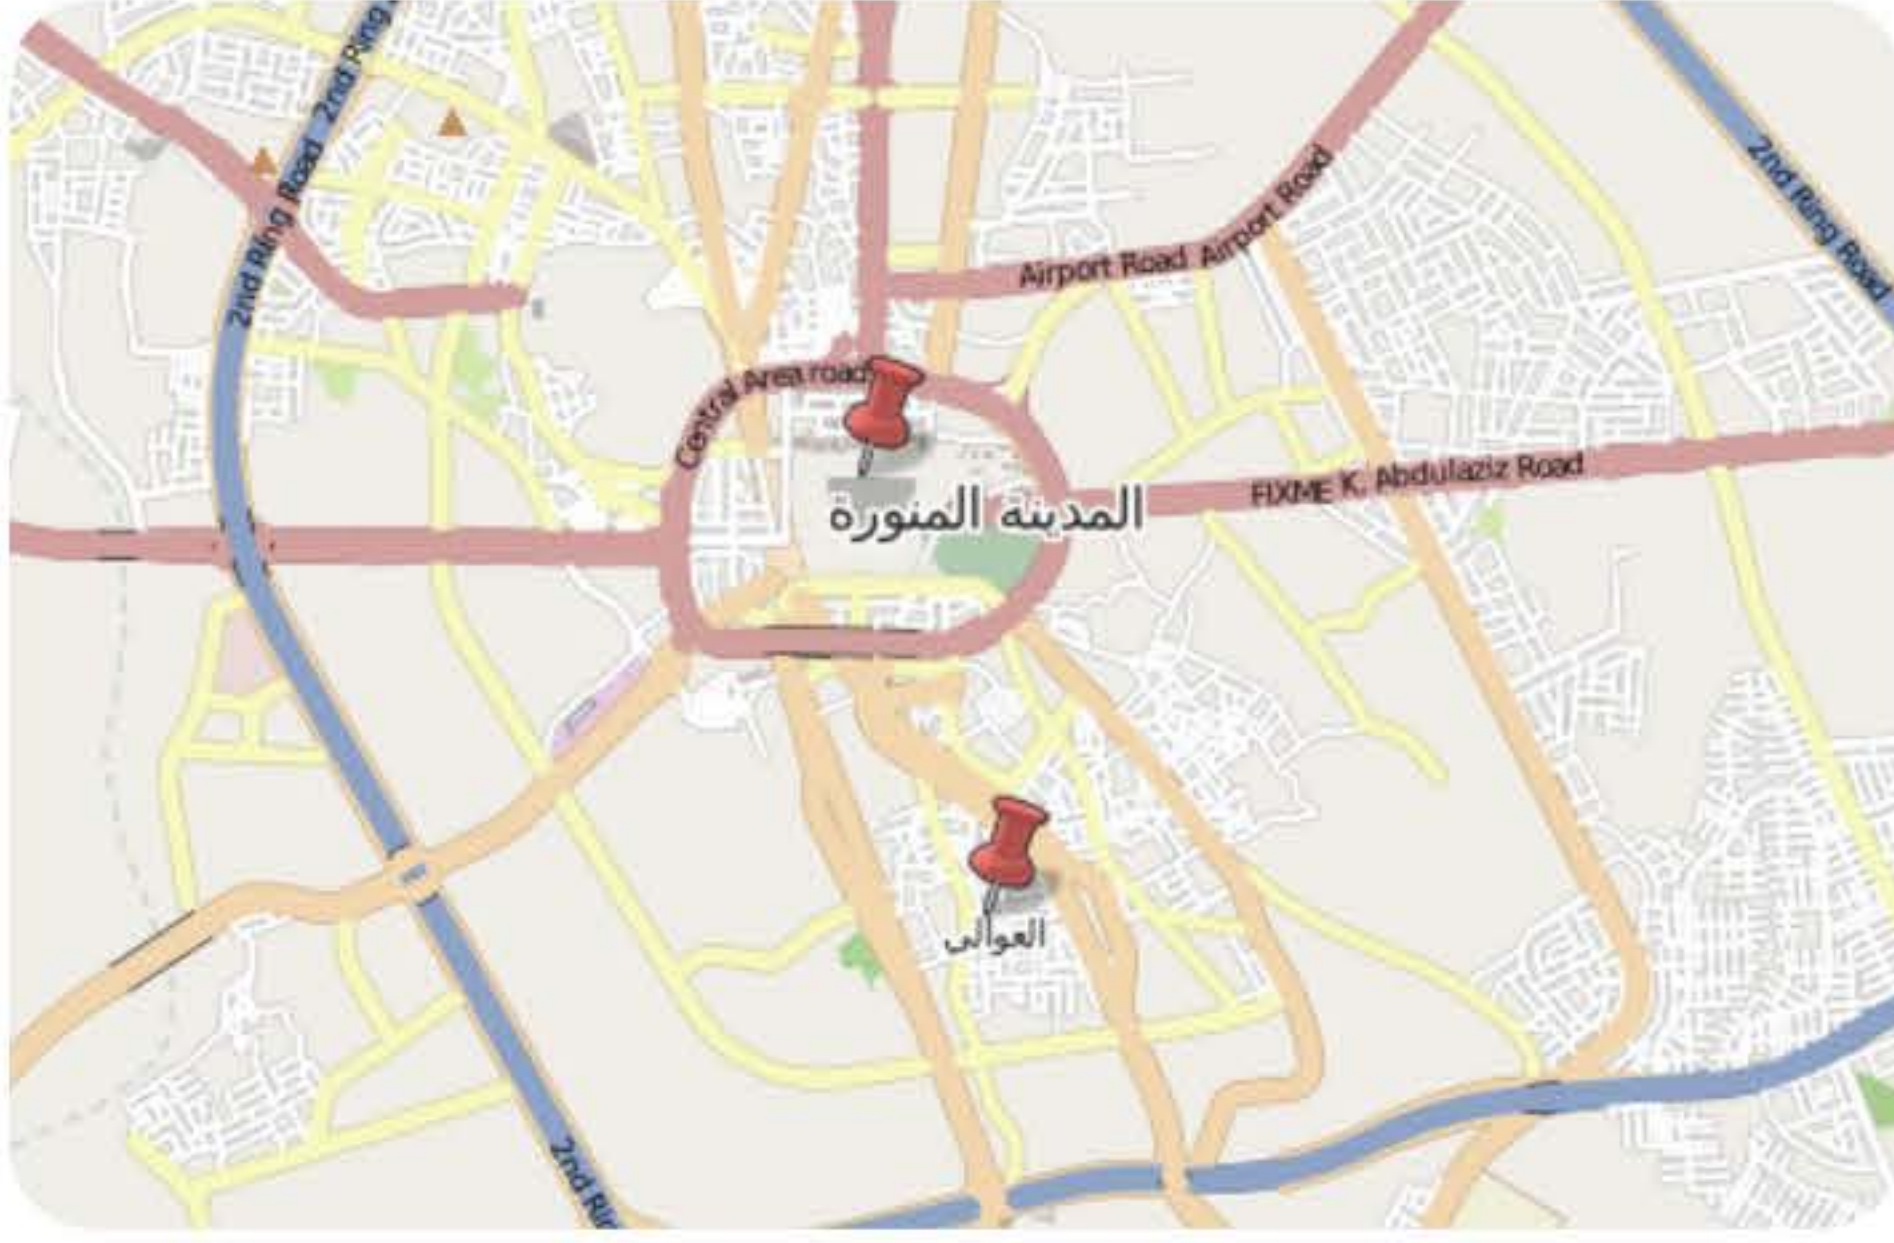 2nd Ring
2nd Ring Road
2nd Ring Road
Airport Road
Airport Road
Central Area road
FIXME K. Abdulaziz Road
المدينة المنورة
العوالى
2nd Rin